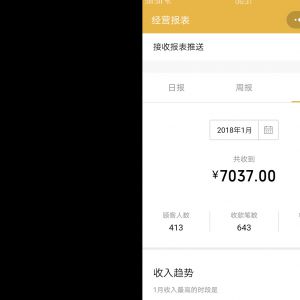 06:31
经营报表
接收报表推送
日报
周报
2018年1月
共收到
¥7037.00
顾客人数
收款笔数
413
643
收入趋势
1月收入最高的时段是